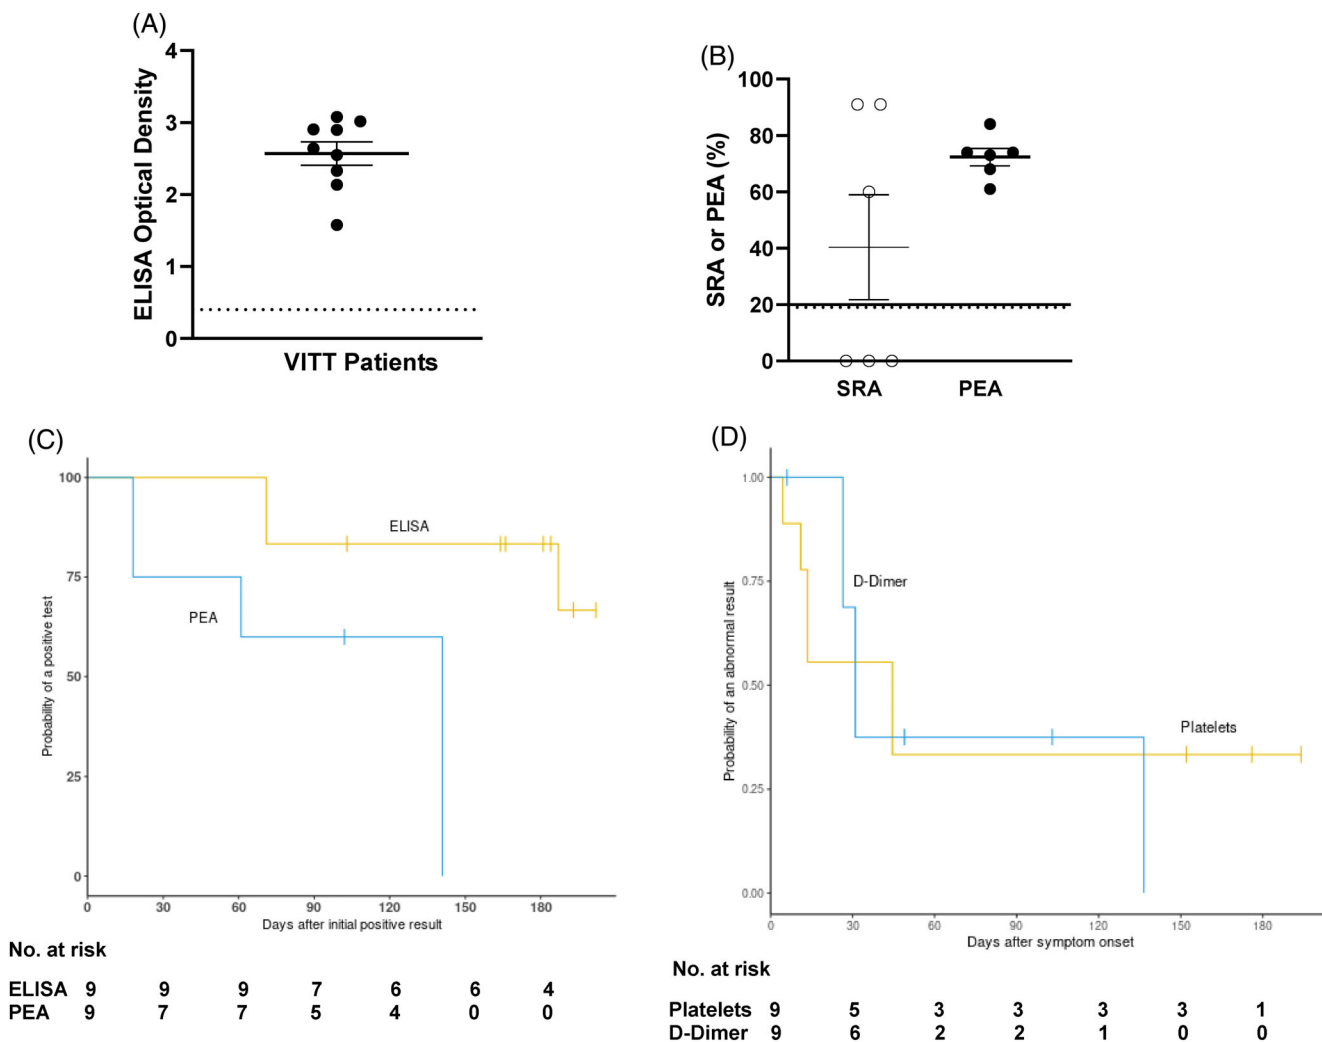 (A)
4
3
2
1
0
ELISA Optical Density
VITT Patients
(B)
100
80
60
40
20
0
SRA or PEA (%)
SRA
PEA
(C)
100
75
50
25
0
Probability of a positive test
ELISA
PEA
0 30 60 90 120 150 180
Days after initial positive result
No. at risk
ELISA 9 9 9 7 6 6 4
PEA 9 7 7 5 4 0 0
(D)
1.00
0.75
0.50
0.25
0.00
Probability of an abnormal result
D-Dimer
Platelets
0 30 60 90 120 150 180
Days after symptom onset
No. at risk
Platelets 9 5 3 3 3 3 1
D-Dimer 9 6 2 2 1 0 0